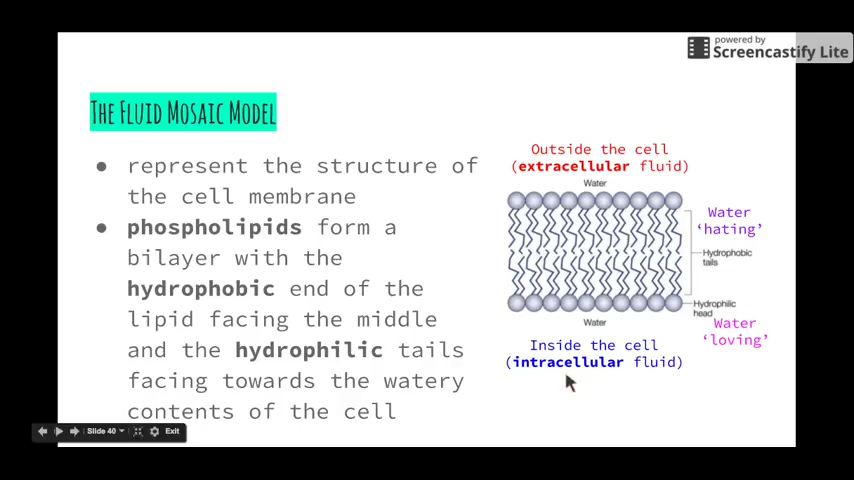 powered by
Screencastify Lite
The Fluid Mosaic Model
● represent the structure of
the cell membrane
● phospholipids form a
bilayer with the
hydrophobic end of the
lipid facing the middle
and the hydrophilic tails
facing towards the watery
contents of the cell
Outside the cell
(extracellular fluid)
Water
Water
‘hating’
Hydrophobic
tails
Hydrophilic
head
Water
‘loving’
Water
Inside the cell
(intracellular fluid)
Slide 40
Exit